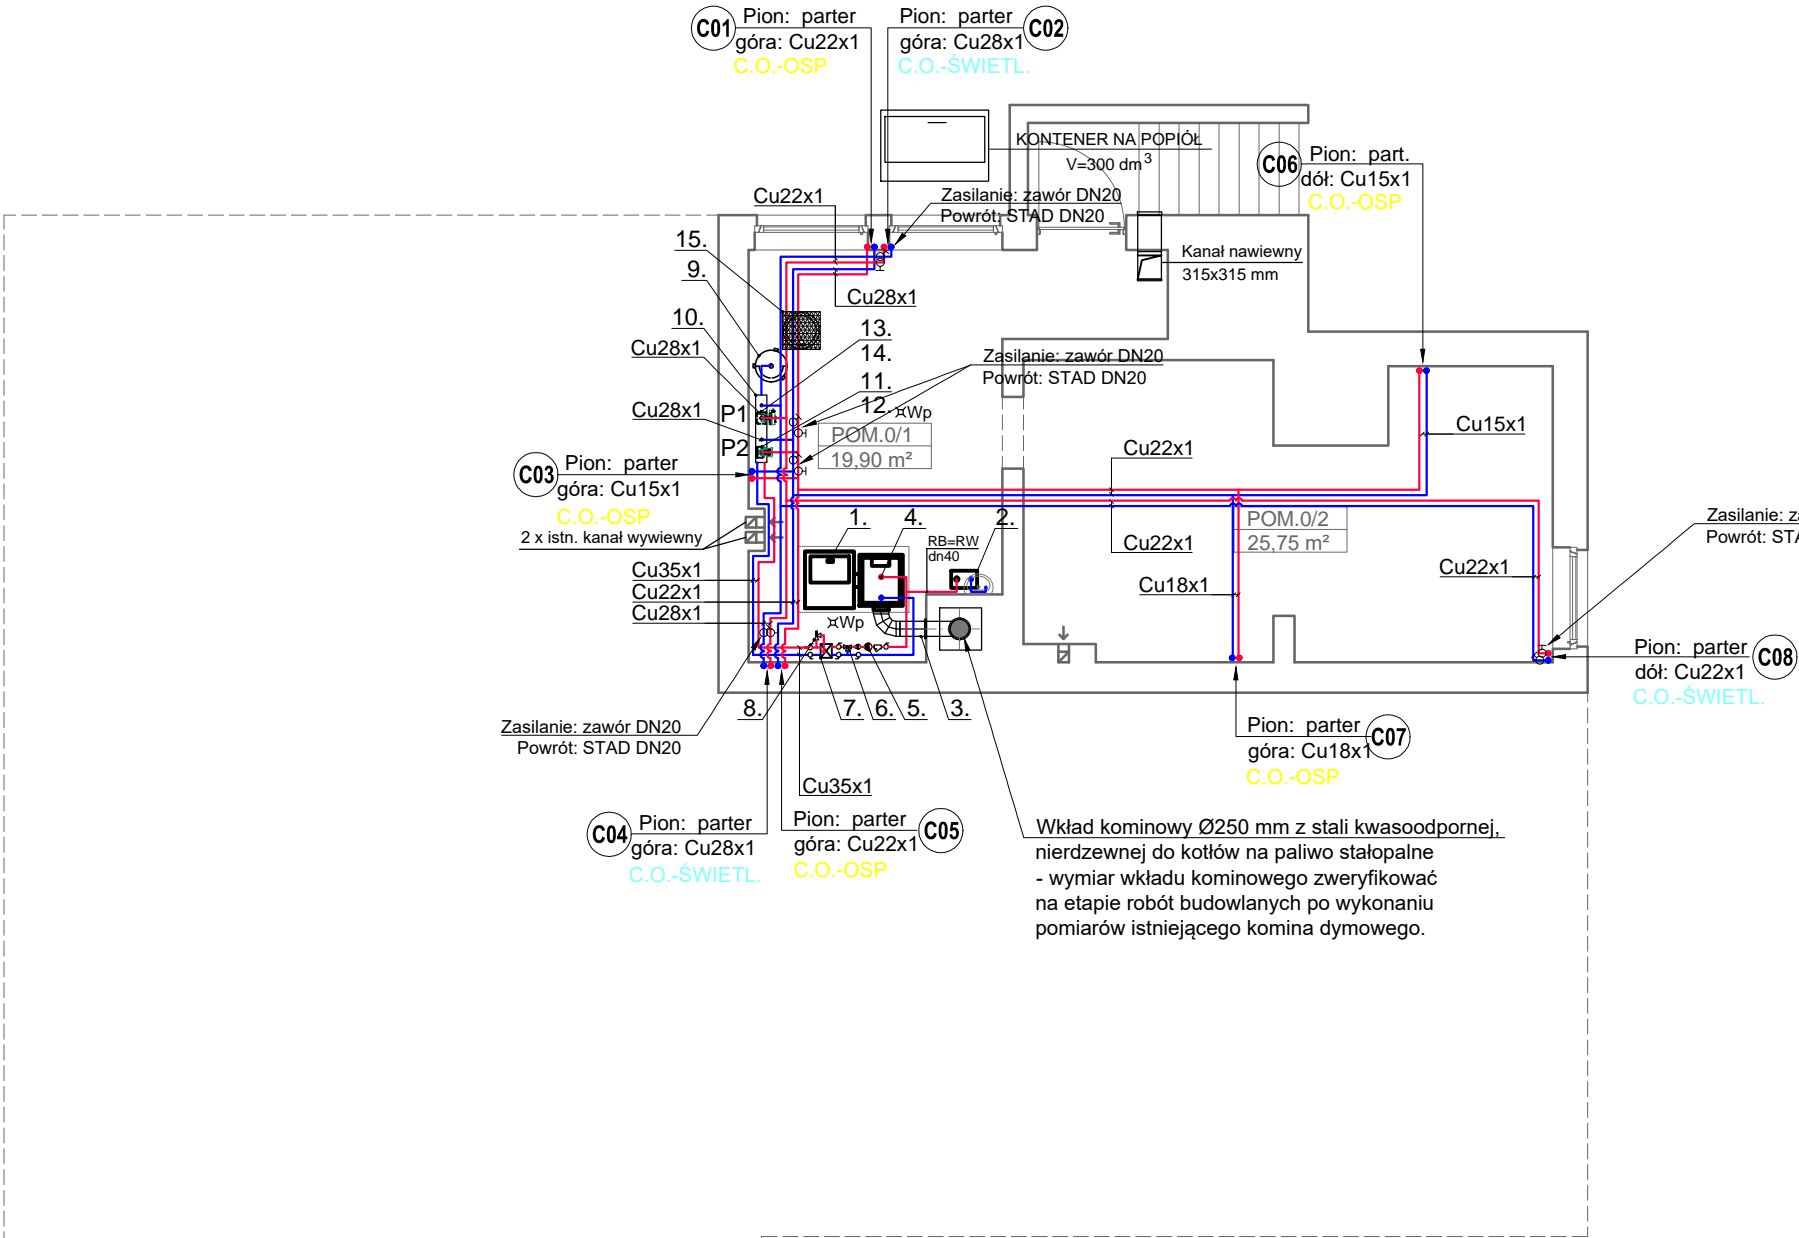 C01
Pion: parter
góra: Cu22x1
C.O.-OSP
Pion: parter
góra: Cu28x1
C.O.-ŚWIETL.
C02
KONTENER NA POPIÓŁ
V=300 dm3
C06
Pion: part.
dół: Cu15x1
C.O.-OSP
Cu22x1
Zasilanie: zawór DN20
Powrót: STAD DN20
Kanał nawiewny
315x315 mm
15.
9.
Cu28x1
10.
13.
Cu28x1
14.
Zasilanie: zawór DN20
Powrót: STAD DN20
11.
12.
¤Wp
Cu28x1
P1
P2
POM.0/1
19,90 m²
Cu15x1
Cu22x1
C03
Pion: parter
góra: Cu15x1
C.O.-OSP
2 x istn. kanał wywiewny
1.
4.
2.
RB=RW
dn40
POM.0/2
25,75 m²
Cu22x1
Zasilanie: za
Powrót: STA
Cu35x1
Cu22x1
Cu28x1
Cu18x1
Cu22x1
¤Wp
Pion: parter
dół: Cu22x1
C.O.-ŚWIETL.
C08
8.
7.
6.
5.
3.
Zasilanie: zawór DN20
Powrót: STAD DN20
Pion: parter
góra: Cu18x1
C.O.-OSP
C07
Cu35x1
C04
Pion: parter
góra: Cu28x1
C.O.-ŚWIETL.
Pion: parter
góra: Cu22x1
C.O.-OSP
C05
Wkład kominowy Ø250 mm z stali kwasoodpornej,
nierdzewnej do kotłów na paliwo stałopalne
- wymiar wkładu kominowego zweryfikować
na etapie robót budowlanych po wykonaniu
pomiarów istniejącego komina dymowego.